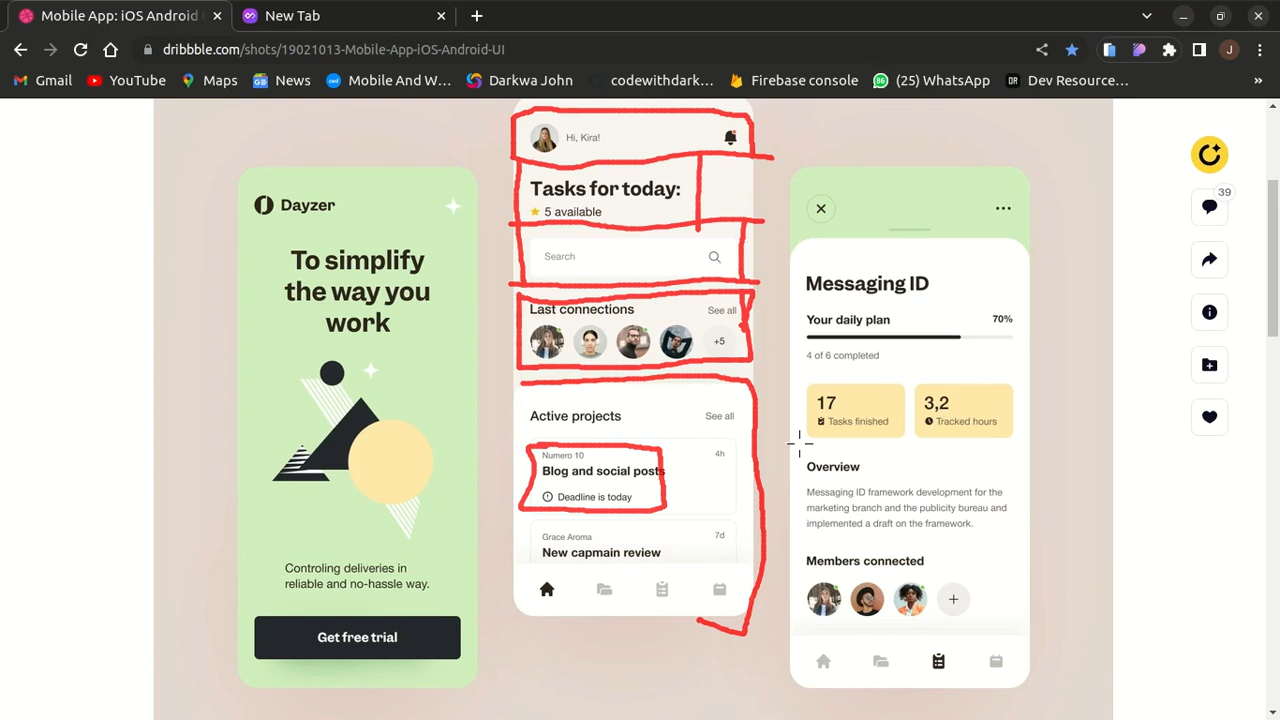 Mobile App: iOS Android
New Tab
dribbble.com/shots/19021013-Mobile-App-iOS-Android-UI
J
Gmail
YouTube
Maps
News
Mobile And W...
Darkwa John
codewithdark...
Firebase console
(25) WhatsApp
DR
Dev Resource...
»
Dayzer
To simplify
the way you
work
Controling deliveries in
reliable and no-hassle way.
Get free trial
Hi, Kira!
Tasks for today:
5 available
Search
Last connections
See all
+5
Active projects
See all
Numero 10
4h
Blog and social posts
Deadline is today
Grace Aroma
7d
New capmain review
Messaging ID
Your daily plan
70%
4 of 6 completed
17
Tasks finished
3,2
Tracked hours
Overview
Messaging ID framework development for the
marketing branch and the publicity bureau and
implemented a draft on the framework.
Members connected
39